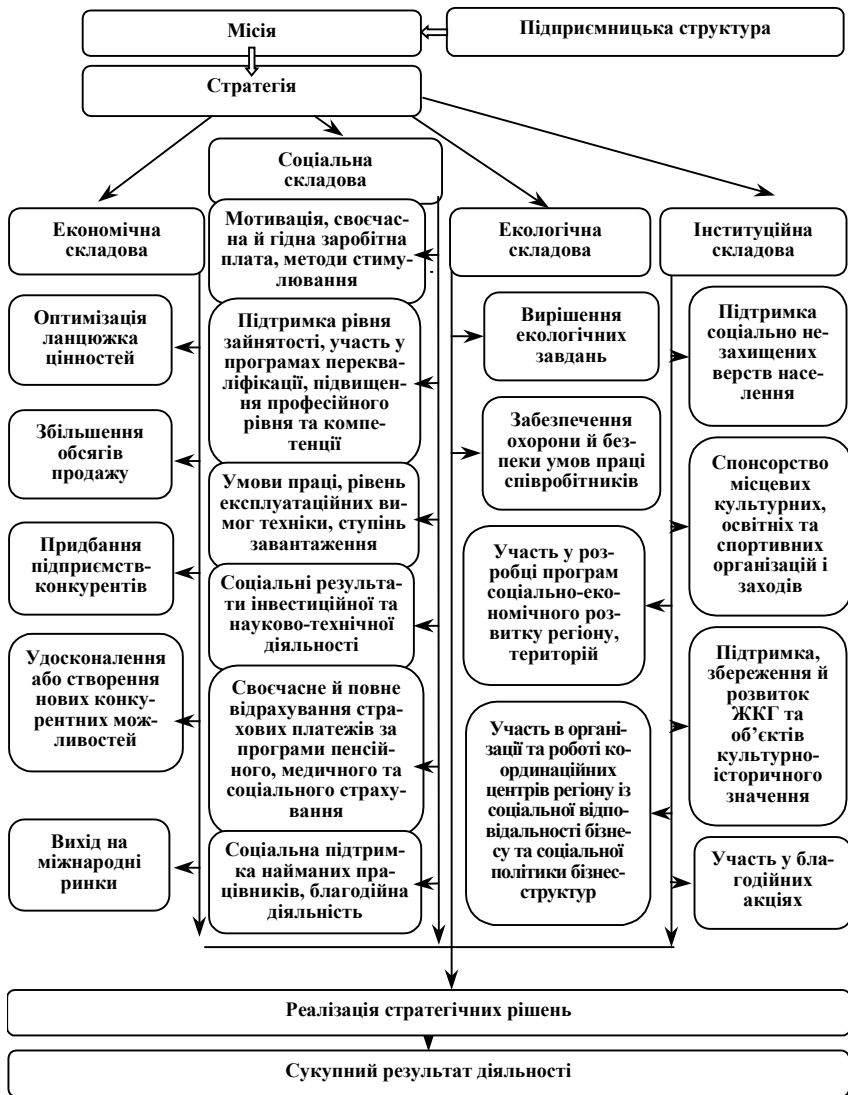 Місія
Підприємницька структура
Стратегія
Соціальна
складова
Економічна
складова
Екологічна
складова
Інституційна
складова
Оптимізація
ланцюжка
цінностей
Збільшення
обсягів
продажу
Придбання
підприємств-
конкурентів
Удосконалення
або створення
нових конку-
рентних мож-
ливостей
Вихід на
міжнародні
ринки
Мотивація, своєчас-
на й гідна заробітна
плата, методи стиму-
лювання
Підтримка рівня
зайнятості, участь у
програмах переква-
ліфікації, підвищен-
ня професійного
рівня та компе-
тенції
Умови праці, рівень
експлуатаційних ви-
мог техніки, ступінь
завантаження
Соціальні результа-
ти інвестиційної та
науково-технічної
діяльності
Своєчасне й повне
відрахування стра-
хових платежів за
програми пенсій-
ного, медичного та
соціального страху-
вання
Соціальна підтрим-
ка найманих пра-
цівників, благодійна
діяльність
Вирішення
екологічних
завдань
Забезпечення
охорони й без-
пеки умов праці
співробітників
Участь у роз-
робці програм
соціально-еко-
номічного роз-
витку регіону,
територій
Участь в органі-
зації та роботі ко-
ординаційних
центрів регіону із
соціальної відпо-
відальності бізне-
су та соціальної
політики бізнес-
структур
Підтримка
соціально не-
захищених
верств насе-
лення
Спонсорство
місцевих
культурних,
освітніх та
спортивних
організацій і
заходів
Підтримка,
збереження й
розвиток
ЖКГ та
об’єктів
культурно-
історичного
значення
Участь у бла-
годійних
акціях
Реалізація стратегічних рішень
Сукупний результат діяльності